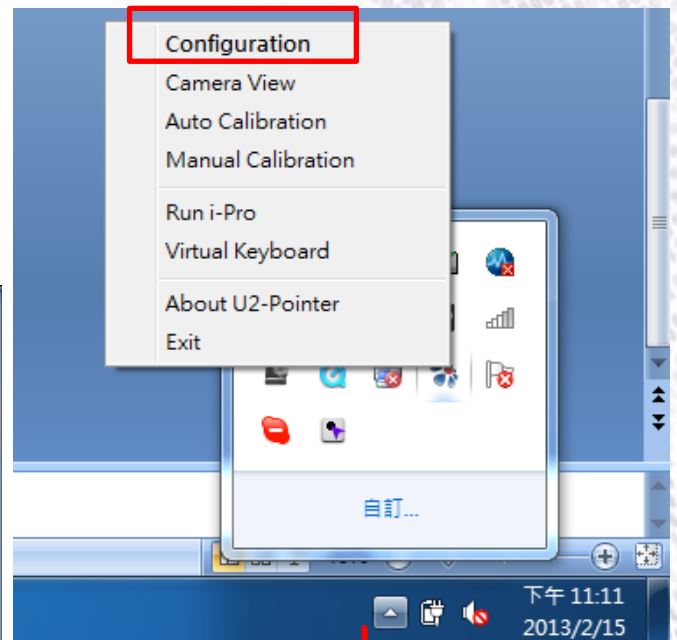 Configuration
Camera View
Auto Calibration
Manual Calibration
Run i-Pro
Virtual Keyboard
About U2-Pointer
Exit
自訂...
下午 11:11
2013/2/15